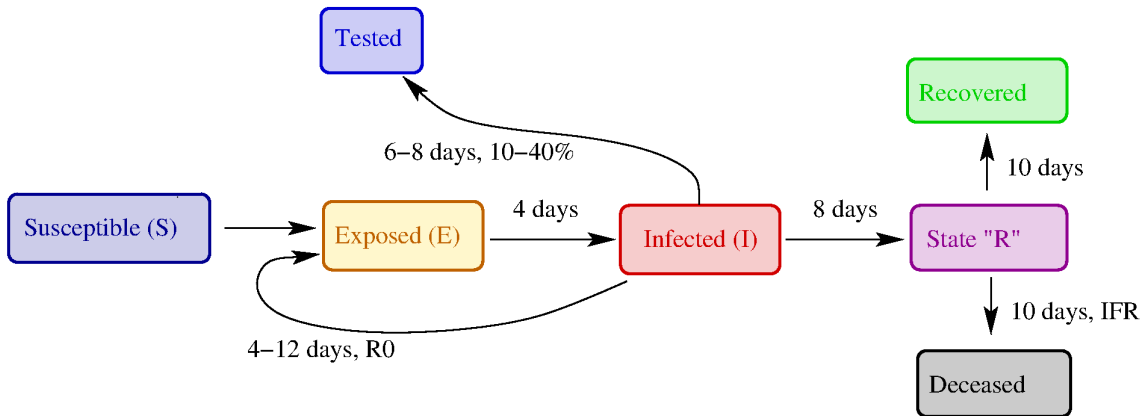 Tested
Recovered
6−8 days, 10−40%
10 days
Susceptible (S)
4 days
8 days
Exposed (E)
Infected (I)
State "R"
10 days, IFR
4−12 days, R0
Deceased